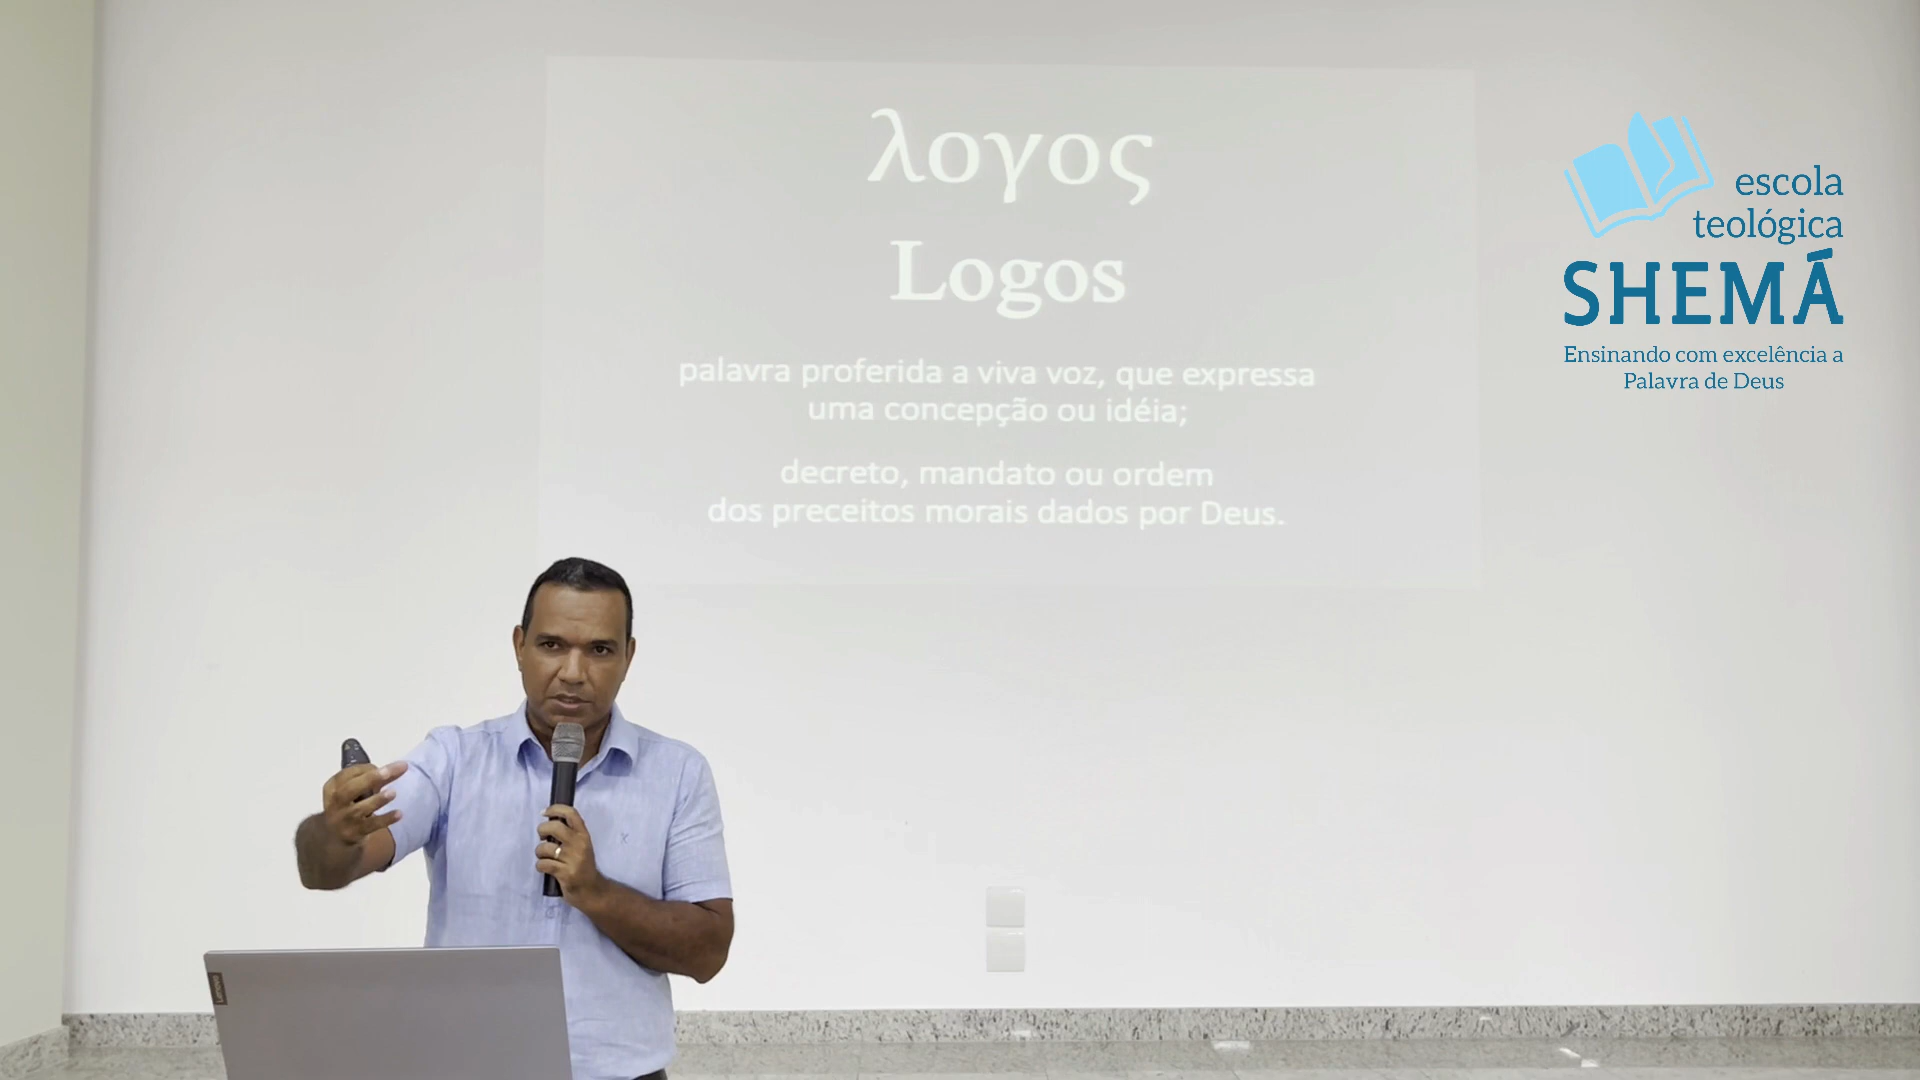 λογος
Logos
palavra proferida a viva voz, que expressa
uma concepção ou idéia;
decreto, mandato ou ordem
dos preceitos morais dados por Deus.
escola
teológica
SHEMÁ
Ensinando com excelência a
Palavra de Deus
Lenovo